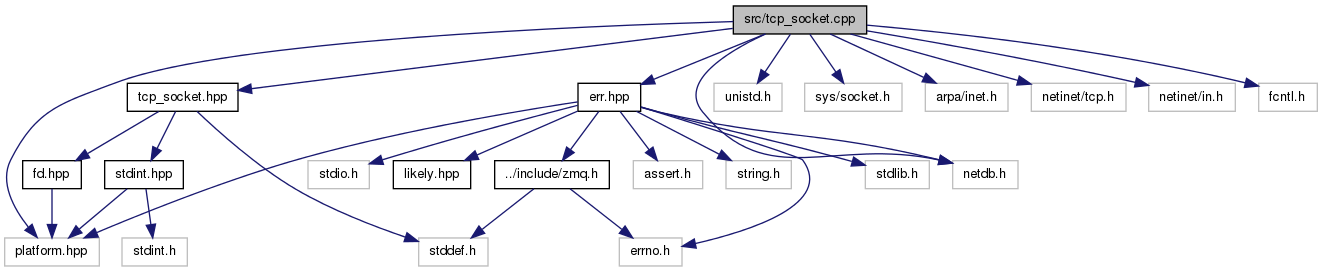 src/tcp_socket.cpp
tcp_socket.hpp
err.hpp
unistd.h
sys/socket.h
arpa/inet.h
netinet/tcp.h
netinet/in.h
fcntl.h
fd.hpp
stdint.hpp
stdio.h
likely.hpp
../include/zmq.h
assert.h
string.h
stdlib.h
netdb.h
platform.hpp
stdint.h
stddef.h
errno.h